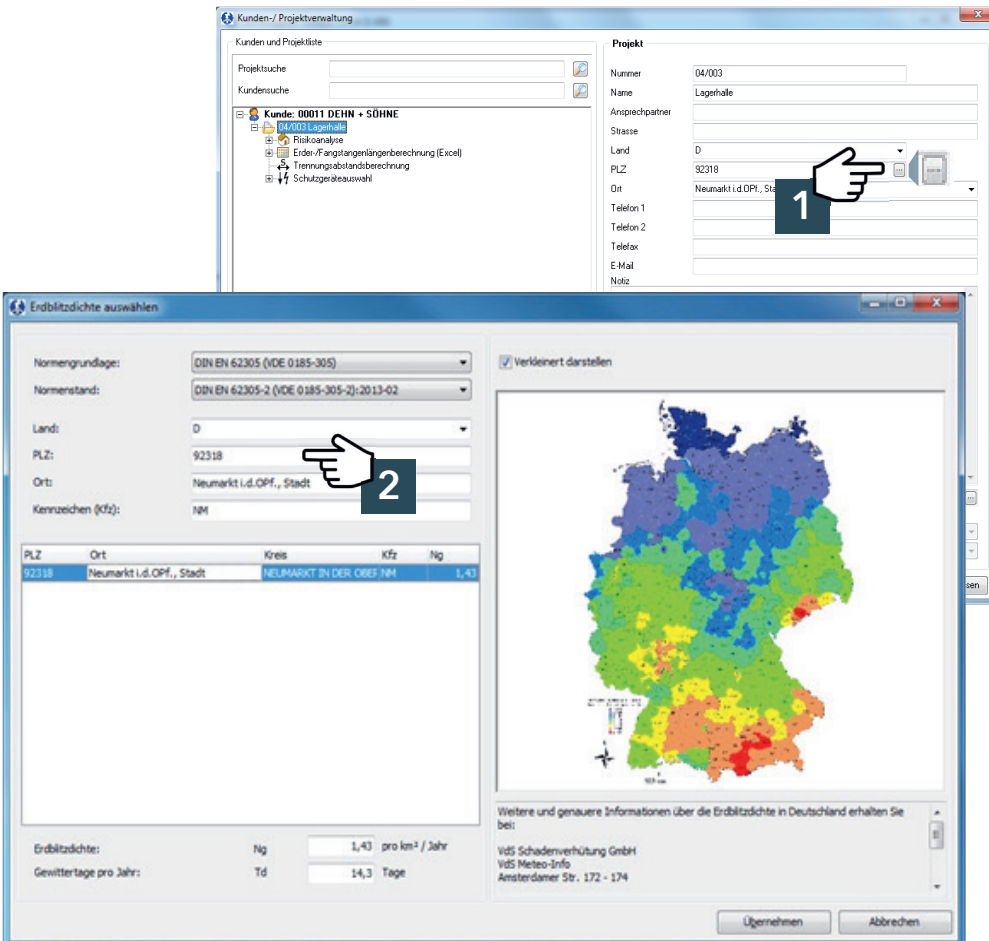 Kunden-/ Projektverwaltung
Kunden und Projektliste
Projektsuche
Kundensuche
Kunde: 00011 DEHN + SÖHNE
04/003 Lagerhalle
Risikoanalyse
Erder-/Fangstangenlängenberechnung (Excel)
Trennungsabstandsberechnung
Schutzgeräteauswahl
Projekt
Nummer 04/003
Name Lagerhalle
Ansprechpartner
Strasse
Land D
PLZ 92318 ...
Ort Neumarkt i.d.OPf., Sta
1
Telefon 1
Telefon 2
Telefax
E-Mail
Notiz
...
sen
Erdblitzdichte auswählen
Normengrundlage: DIN EN 62305 (VDE 0185-305)
Normenstand: DIN EN 62305-2 (VDE 0185-305-2):2013-02
Land: D
PLZ: 92318
Ort: Neumarkt i.d.OPf., Stadt
2
Kennzeichen (Kfz): NM
PLZ Ort Kreis Kfz Ng
92318 Neumarkt i.d.OPf., Stadt NEUMARKT IN DER OBEF NM 1,43
Erdblitzdichte: Ng 1,43 pro km² / Jahr
Gewittertage pro Jahr: Td 14,3 Tage
Verkleinert darstellen
Weitere und genauere Informationen über die Erdblitzdichte in Deutschland erhalten Sie
bei:
VdS Schadenverhütung GmbH
VdS Meteo-Info
Amsterdamer Str. 172 - 174
Übernehmen Abbrechen